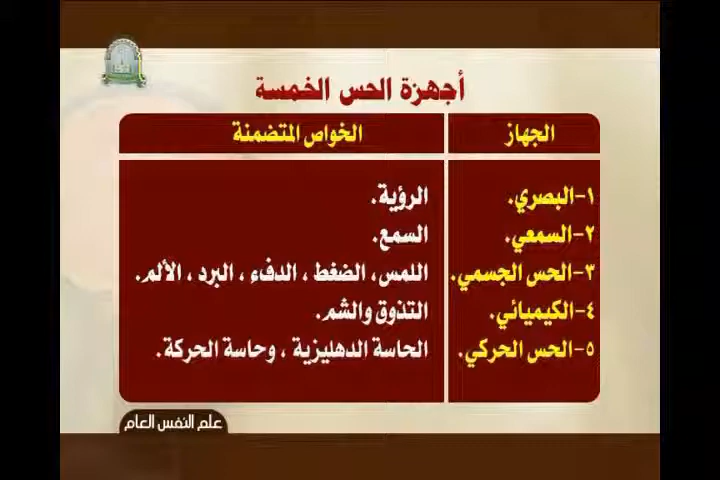 أجهزة الحس الخمسة
الجهاز الخواص المتضمنة
١-البصري. الرؤية.
٢-السمعي. السمع.
٣-الحس الجسمي. اللمس، الضغط ، الدفء ، البرد ، الألم.
٤-الكيميائي. التذوق والشم.
٥-الحس الحركي. الحاسة الدهليزية ، وحاسة الحركة.
علم النفس العام